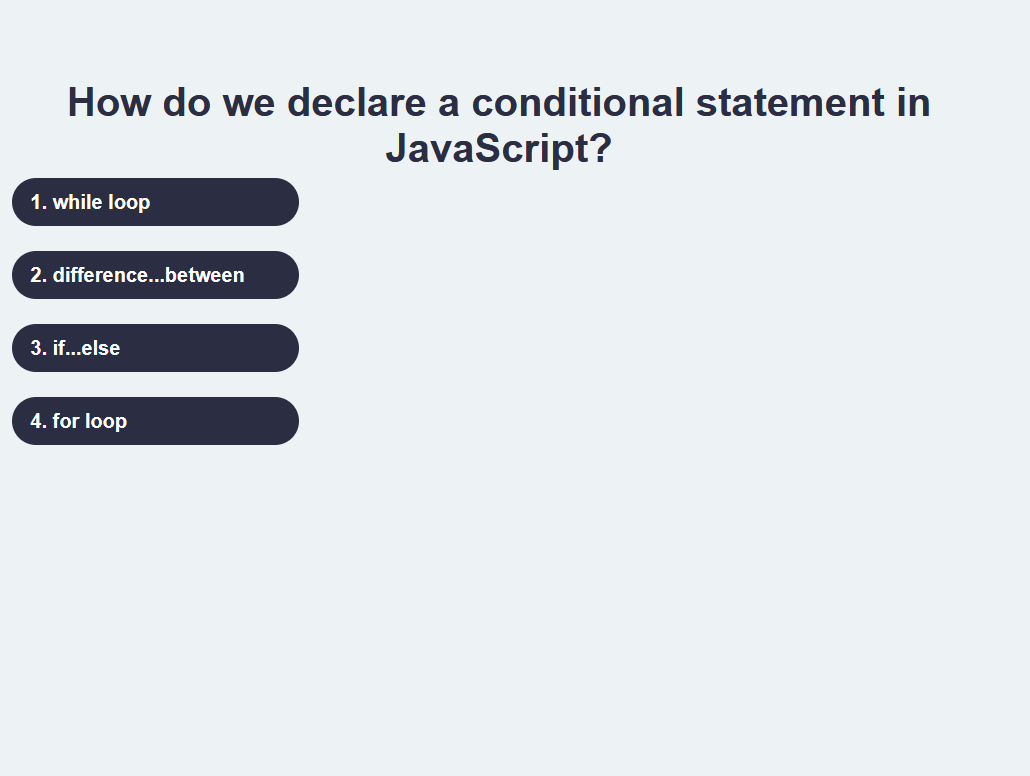 How do we declare a conditional statement in
JavaScript?
1. while loop
2. difference...between
3. if...else
4. for loop